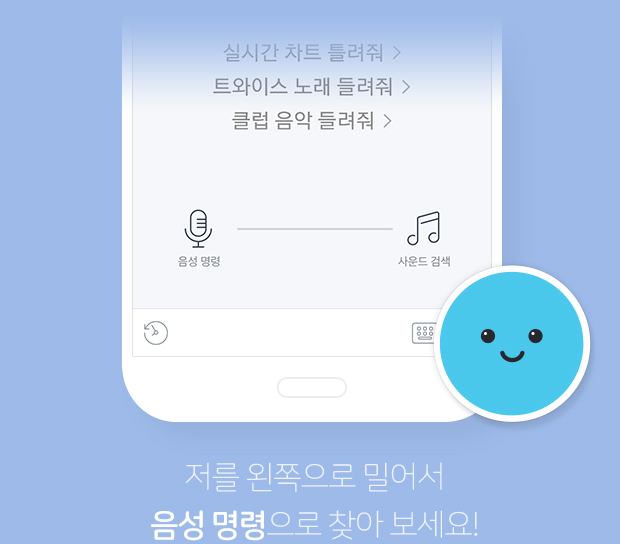 실시간 차트 틀려줘 >
트와이스 노래 들려줘 >
클럽 음악 들려줘 >
음성 명령
사운드 검색
저를 왼쪽으로 밀어서
음성 명령으로 찾아 보세요!